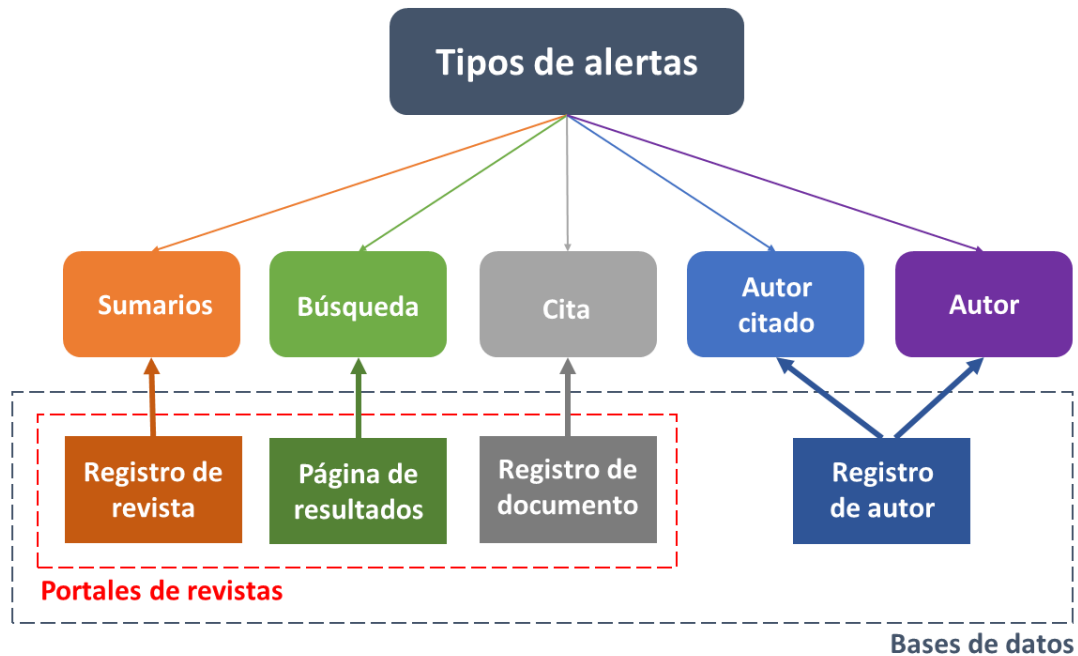 Tipos de alertas
Sumarios
Búsqueda
Cita
Autor
citado
Autor
Registro de
revista
Página de
resultados
Registro de
documento
Registro
de autor
Portales de revistas
Bases de datos